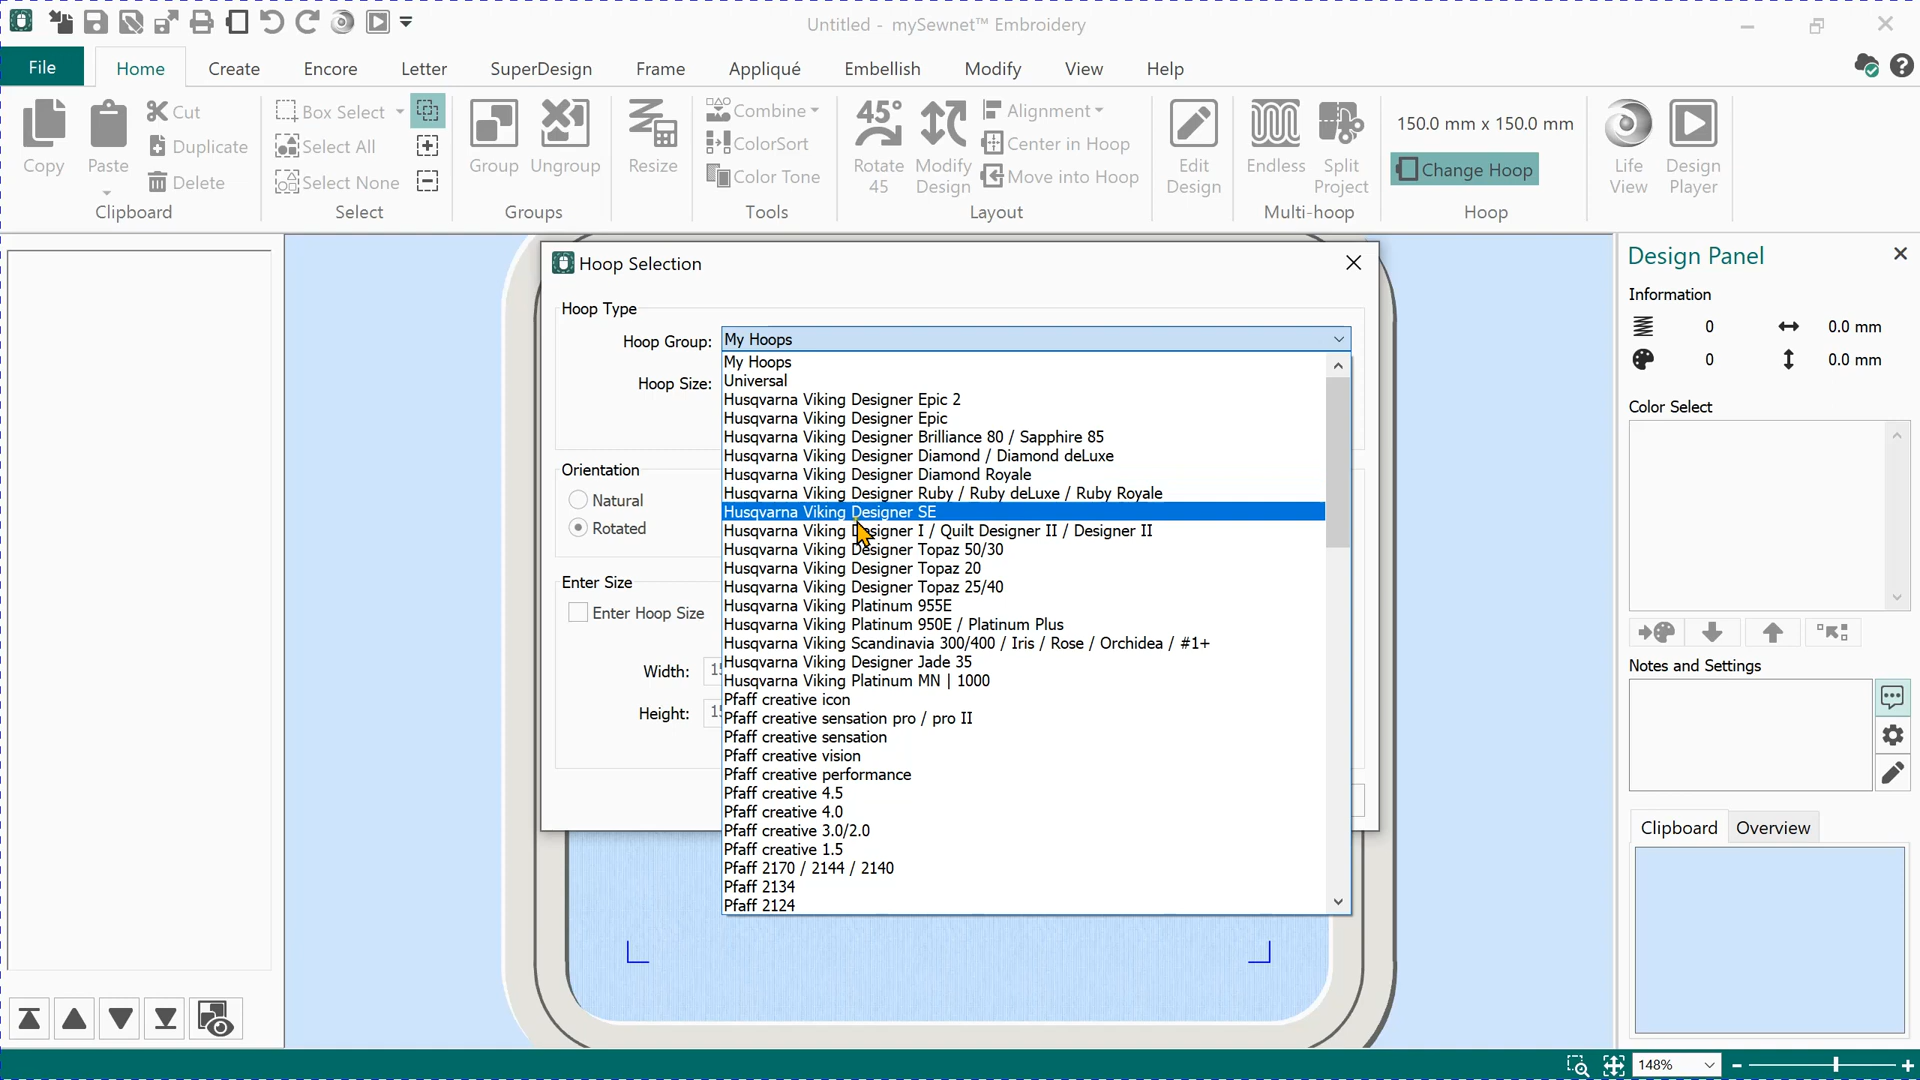 Untitled - mySewnet™ Embroidery
File Home Create Encore Letter SuperDesign Frame Appliqué Embellish Modify View Help
Copy
Paste
Cut
Duplicate
Delete
Clipboard
Box Select
Select All
Select None
Select
Group
Ungroup
Groups
Resize
Combine
ColorSort
Color Tone
Tools
45°
Rotate
45
Modify
Design
Alignment
Center in Hoop
Move into Hoop
Layout
Edit
Design
Endless
Split
Project
Multi-hoop
150.0 mm x 150.0 mm
Change Hoop
Hoop
Life
View
Design
Player
Hoop Selection
Hoop Type
Hoop Group: My Hoops
Hoop Size:
My Hoops
Universal
Husqvarna Viking Designer Epic 2
Husqvarna Viking Designer Epic
Husqvarna Viking Designer Brilliance 80 / Sapphire 85
Husqvarna Viking Designer Diamond / Diamond deLuxe
Husqvarna Viking Designer Diamond Royale
Husqvarna Viking Designer Ruby / Ruby deLuxe / Ruby Royale
Husqvarna Viking Designer SE
Husqvarna Viking Designer I / Quilt Designer II / Designer II
Husqvarna Viking Designer Topaz 50/30
Husqvarna Viking Designer Topaz 20
Husqvarna Viking Designer Topaz 25/40
Husqvarna Viking Platinum 955E
Husqvarna Viking Platinum 950E / Platinum Plus
Husqvarna Viking Scandinavia 300/400 / Iris / Rose / Orchidea / #1+
Husqvarna Viking Designer Jade 35
Husqvarna Viking Platinum MN | 1000
Pfaff creative icon
Pfaff creative sensation pro / pro II
Pfaff creative sensation
Pfaff creative vision
Pfaff creative performance
Pfaff creative 4.5
Pfaff creative 4.0
Pfaff creative 3.0/2.0
Pfaff creative 1.5
Pfaff 2170 / 2144 / 2140
Pfaff 2134
Pfaff 2124
Orientation
Natural
Rotated
Enter Size
Enter Hoop Size
Width:
Height:
Design Panel
Information
0 0.0 mm
0 0.0 mm
Color Select
Notes and Settings
Clipboard Overview
148%